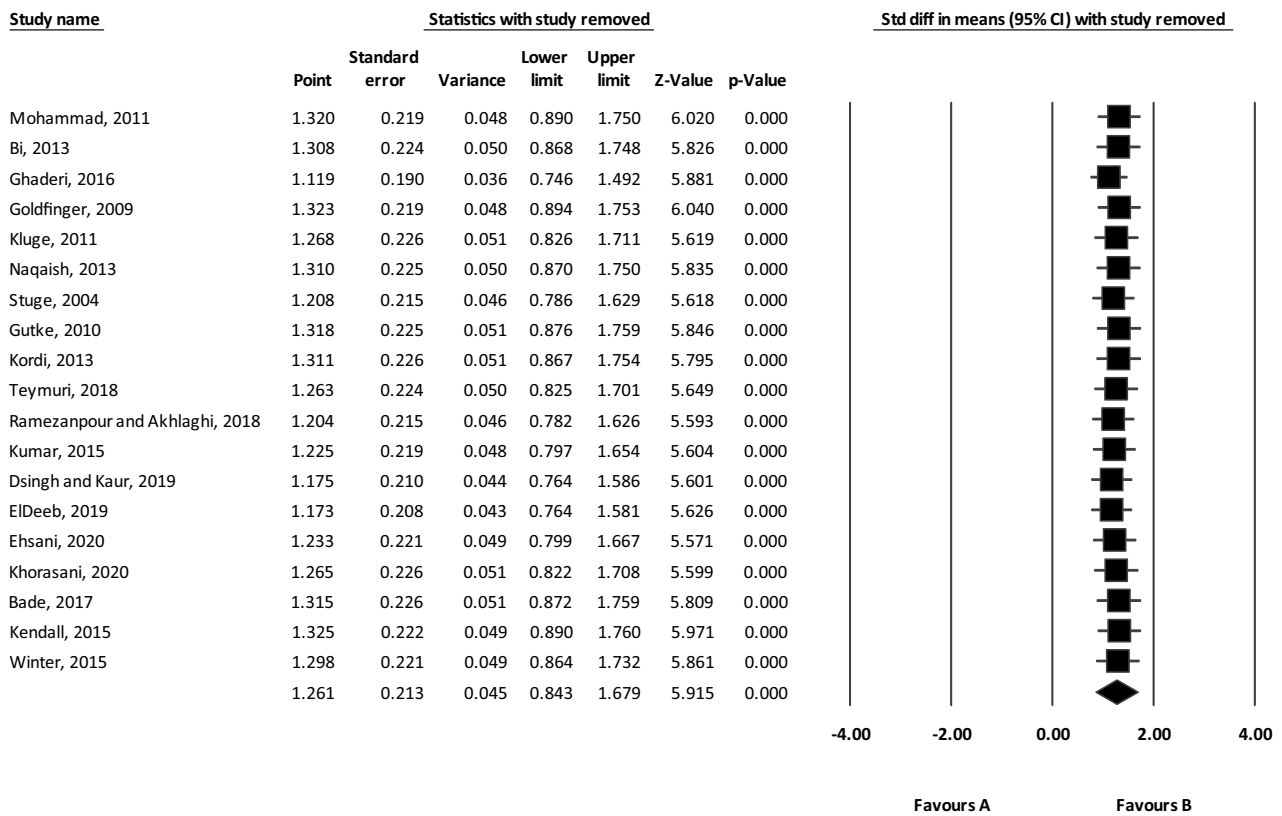 Study name Statistics with study removed Std diff in means (95% CI) with study removed
Standard Lower Upper
Point error Variance limit limit Z-Value p-Value
Mohammad, 2011 1.320 0.219 0.048 0.890 1.750 6.020 0.000
Bi, 2013 1.308 0.224 0.050 0.868 1.748 5.826 0.000
Ghaderi, 2016 1.119 0.190 0.036 0.746 1.492 5.881 0.000
Goldfinger, 2009 1.323 0.219 0.048 0.894 1.753 6.040 0.000
Kluge, 2011 1.268 0.226 0.051 0.826 1.711 5.619 0.000
Naqaish, 2013 1.310 0.225 0.050 0.870 1.750 5.835 0.000
Stuge, 2004 1.208 0.215 0.046 0.786 1.629 5.618 0.000
Gutke, 2010 1.318 0.225 0.051 0.876 1.759 5.846 0.000
Kordi, 2013 1.311 0.226 0.051 0.867 1.754 5.795 0.000
Teymuri, 2018 1.263 0.224 0.050 0.825 1.701 5.649 0.000
Ramezanpour and Akhlaghi, 2018 1.204 0.215 0.046 0.782 1.626 5.593 0.000
Kumar, 2015 1.225 0.219 0.048 0.797 1.654 5.604 0.000
Dsingh and Kaur, 2019 1.175 0.210 0.044 0.764 1.586 5.601 0.000
ElDeeb, 2019 1.173 0.208 0.043 0.764 1.581 5.626 0.000
Ehsani, 2020 1.233 0.221 0.049 0.799 1.667 5.571 0.000
Khorasani, 2020 1.265 0.226 0.051 0.822 1.708 5.599 0.000
Bade, 2017 1.315 0.226 0.051 0.872 1.759 5.809 0.000
Kendall, 2015 1.325 0.222 0.049 0.890 1.760 5.971 0.000
Winter, 2015 1.298 0.221 0.049 0.864 1.732 5.861 0.000
1.261 0.213 0.045 0.843 1.679 5.915 0.000
-4.00 -2.00 0.00 2.00 4.00
Favours A Favours B